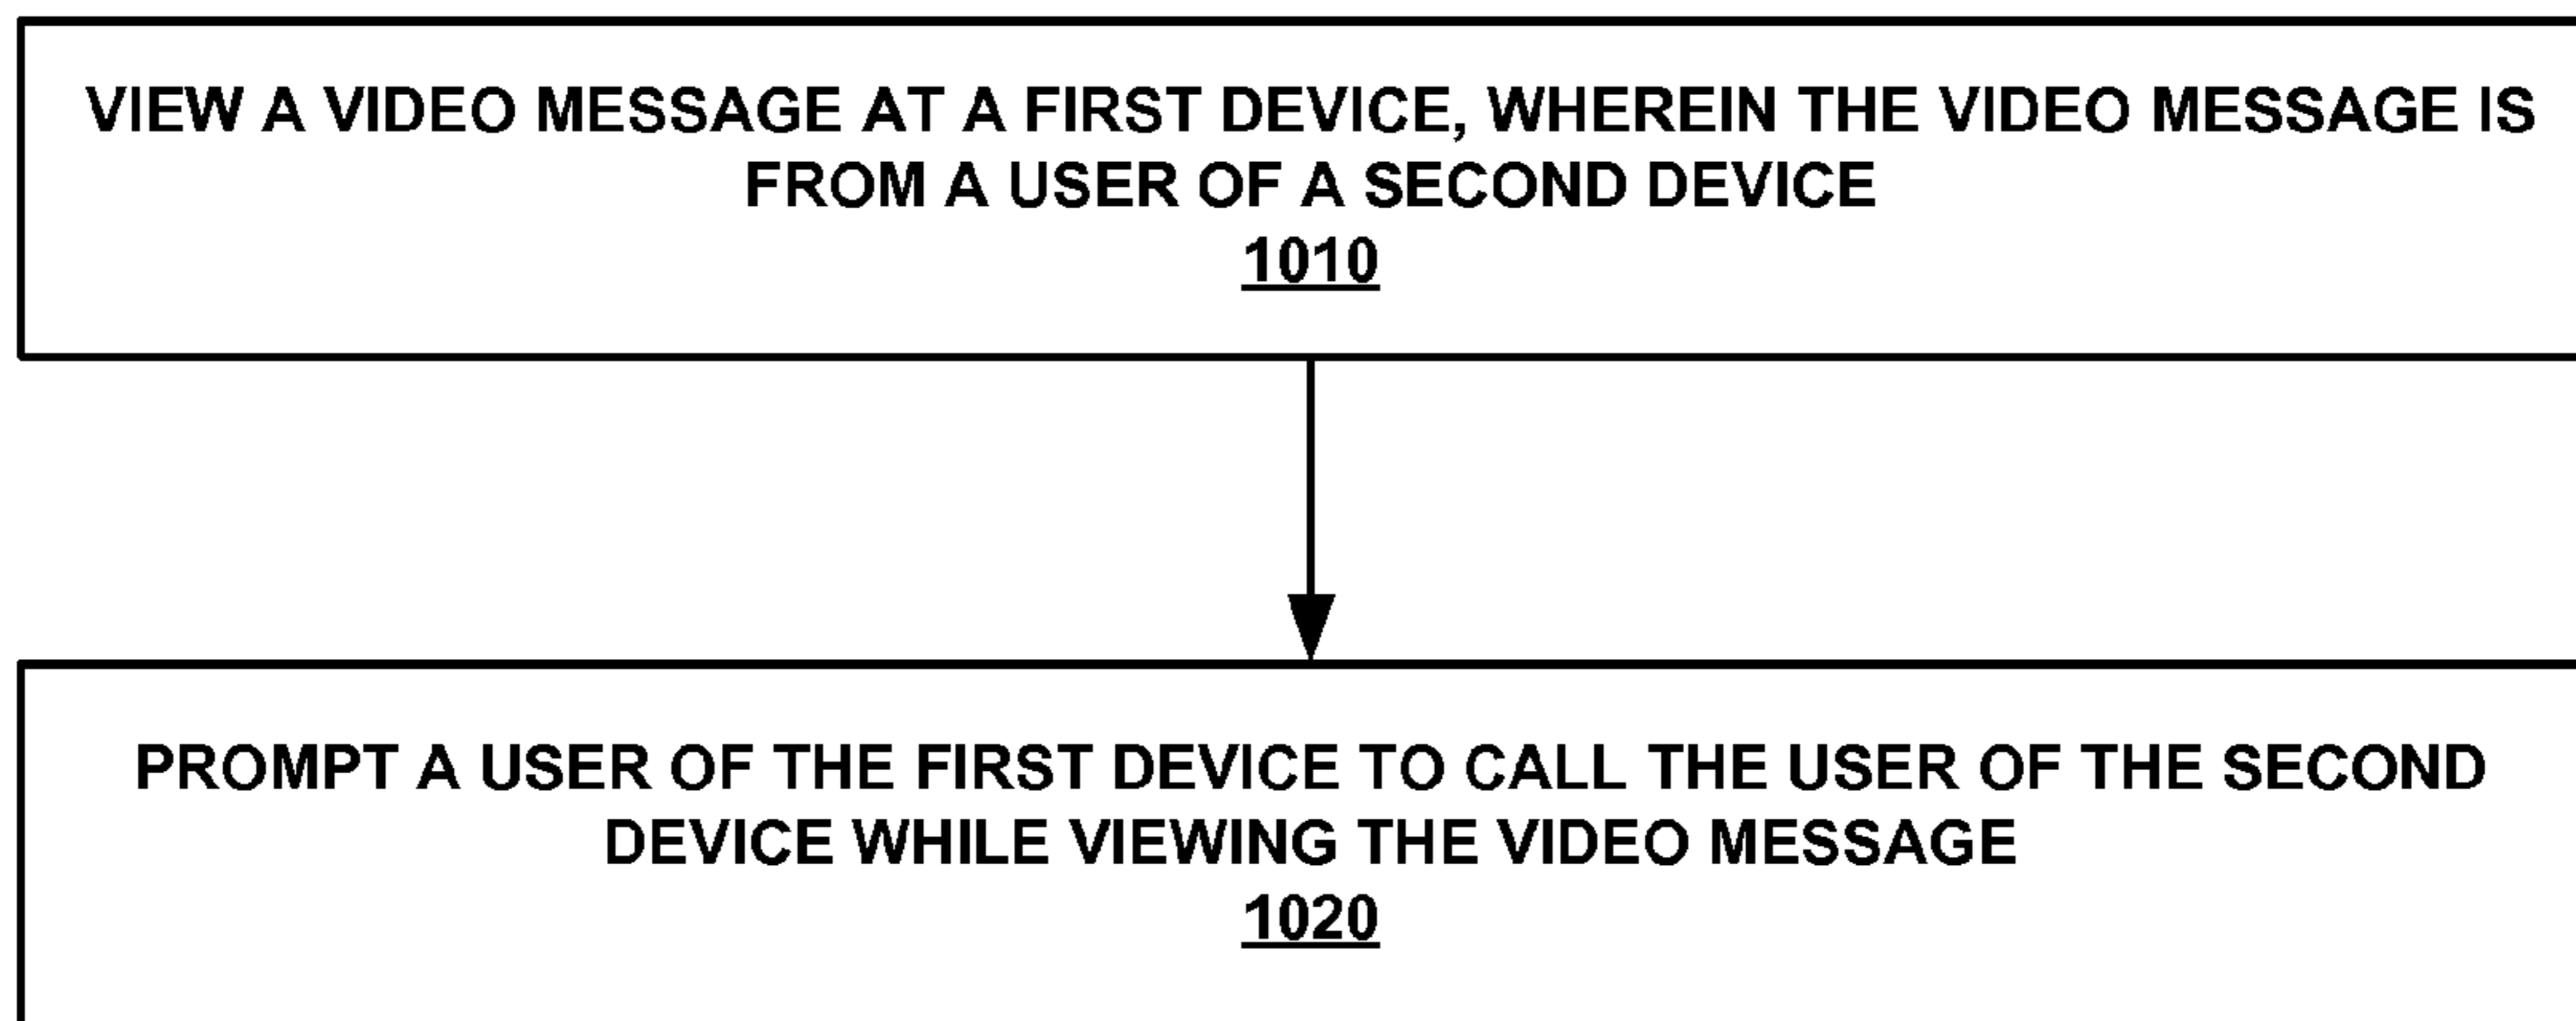 VIEW A VIDEO MESSAGE AT A FIRST DEVICE, WHEREIN THE VIDEO MESSAGE IS
FROM A USER OF A SECOND DEVICE
1010
PROMPT A USER OF THE FIRST DEVICE TO CALL THE USER OF THE SECOND
DEVICE WHILE VIEWING THE VIDEO MESSAGE
1020